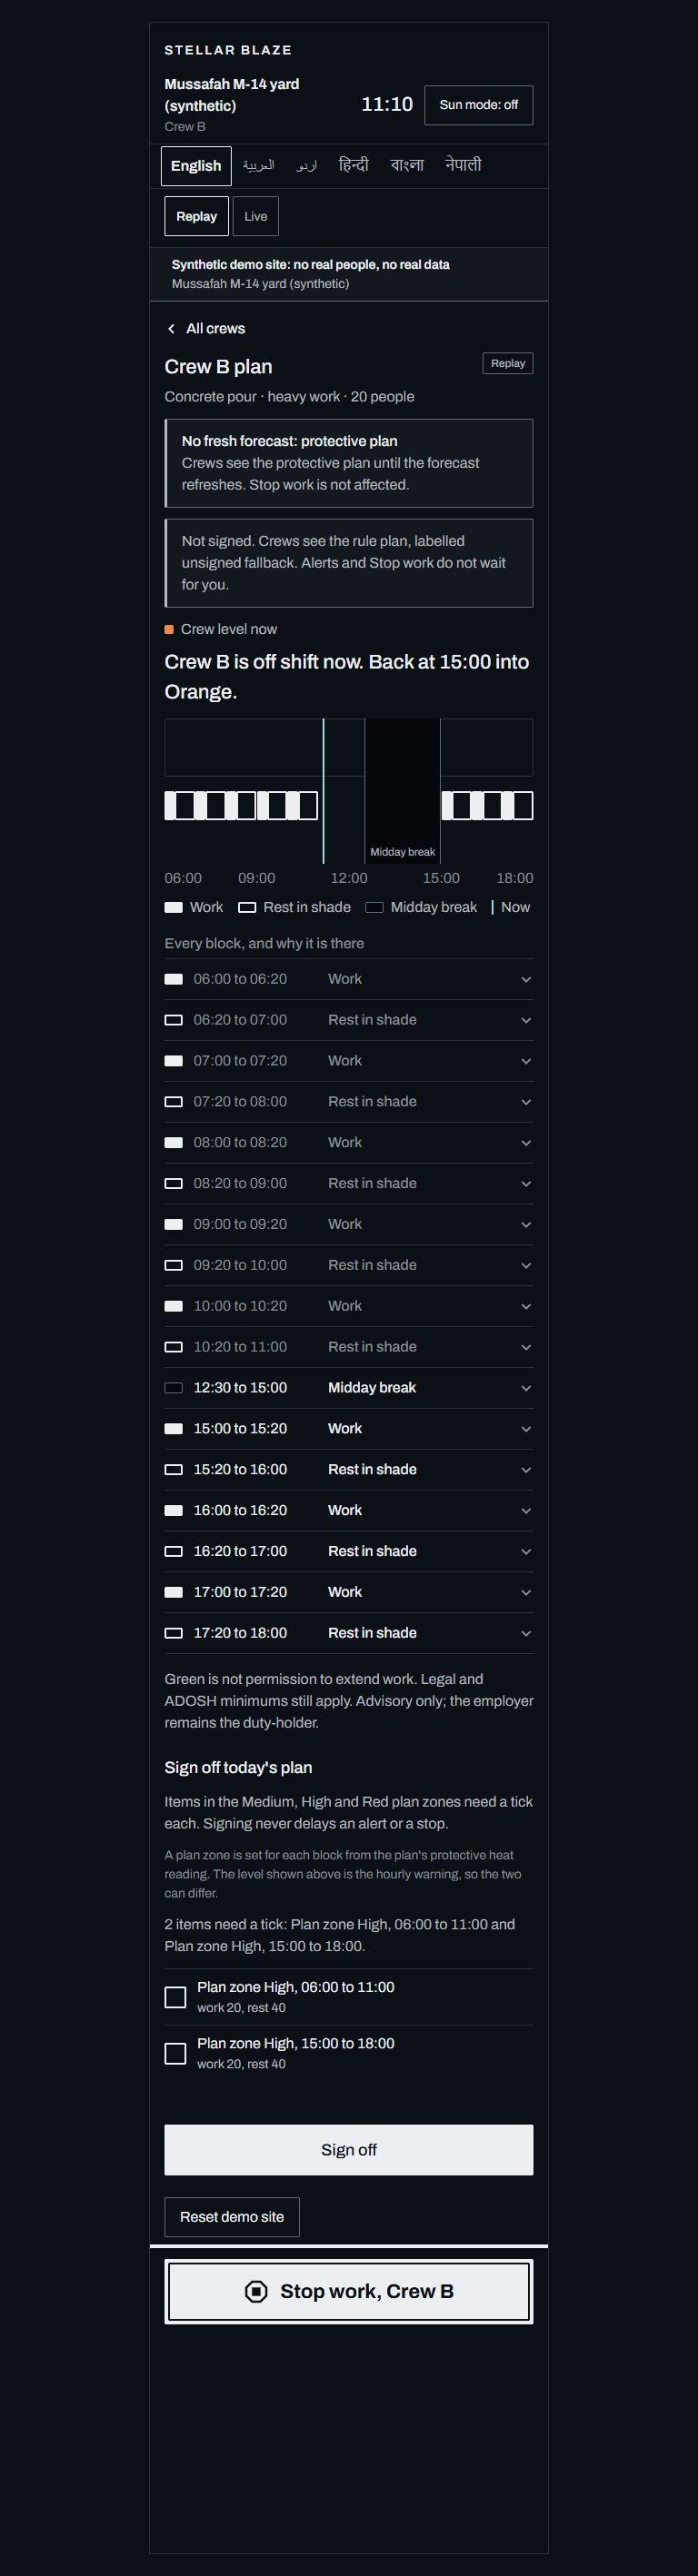 STELLAR BLAZE
Mussafah M-14 yard
(synthetic)
Crew B
11:10
Sun mode: off
English العربية اردو हिन्दी বাংলা नेपाली
Replay Live
Synthetic demo site: no real people, no real data
Mussafah M-14 yard (synthetic)
All crews
Crew B plan
Replay
Concrete pour · heavy work · 20 people
No fresh forecast: protective plan
Crews see the protective plan until the forecast
refreshes. Stop work is not affected.
Not signed. Crews see the rule plan, labelled
unsigned fallback. Alerts and Stop work do not wait
for you.
Crew level now
Crew B is off shift now. Back at 15:00 into
Orange.
Midday break
06:00 09:00 12:00 15:00 18:00
Work Rest in shade Midday break Now
Every block, and why it is there
06:00 to 06:20 Work
06:20 to 07:00 Rest in shade
07:00 to 07:20 Work
07:20 to 08:00 Rest in shade
08:00 to 08:20 Work
08:20 to 09:00 Rest in shade
09:00 to 09:20 Work
09:20 to 10:00 Rest in shade
10:00 to 10:20 Work
10:20 to 11:00 Rest in shade
12:30 to 15:00 Midday break
15:00 to 15:20 Work
15:20 to 16:00 Rest in shade
16:00 to 16:20 Work
16:20 to 17:00 Rest in shade
17:00 to 17:20 Work
17:20 to 18:00 Rest in shade
Green is not permission to extend work. Legal and
ADOSH minimums still apply. Advisory only; the employer
remains the duty-holder.
Sign off today's plan
Items in the Medium, High and Red plan zones need a tick
each. Signing never delays an alert or a stop.
A plan zone is set for each block from the plan's protective heat
reading. The level shown above is the hourly warning, so the two
can differ.
2 items need a tick: Plan zone High, 06:00 to 11:00 and
Plan zone High, 15:00 to 18:00.
Plan zone High, 06:00 to 11:00
work 20, rest 40
Plan zone High, 15:00 to 18:00
work 20, rest 40
Sign off
Reset demo site
Stop work, Crew B